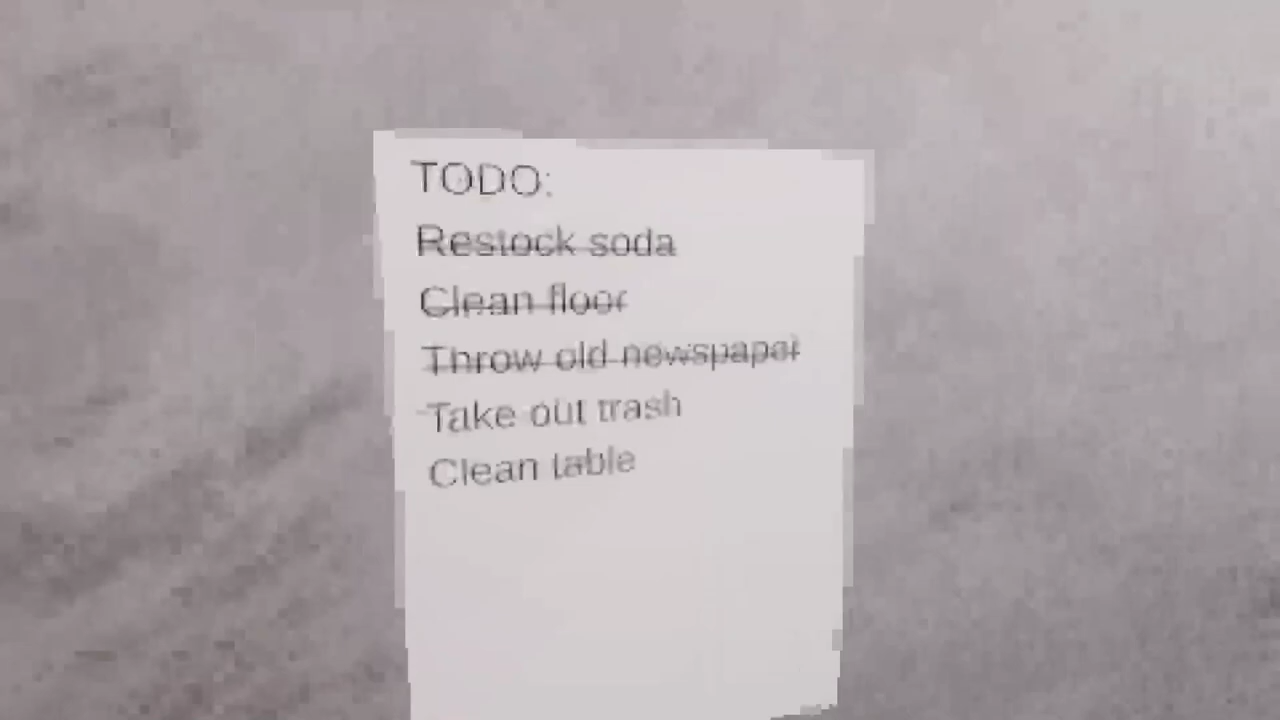 TODO:
Restock soda
Clean floor
Throw old newspaper
Take out trash
Clean table